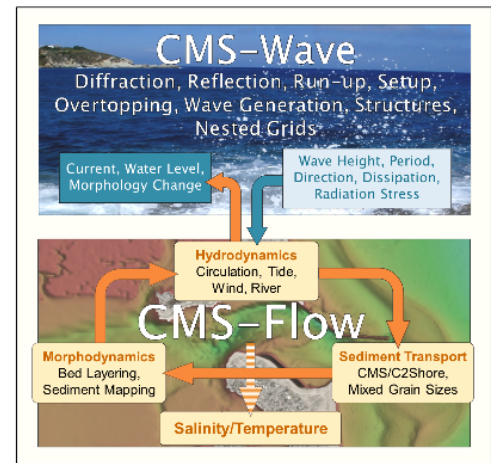 CMS-Wave
Diffraction, Reflection, Run-up, Setup,
Overtopping, Wave Generation, Structures,
Nested Grids
Current, Water Level,
Morphology Change
Wave Height, Period,
Direction, Dissipation,
Radiation Stress
Hydrodynamics
Circulation, Tide,
Wind, River
CMS-Flow
Morphodynamics
Bed Layering,
Sediment Mapping
Sediment Transport
CMS/C2Shore,
Mixed Grain Sizes
Salinity/Temperature